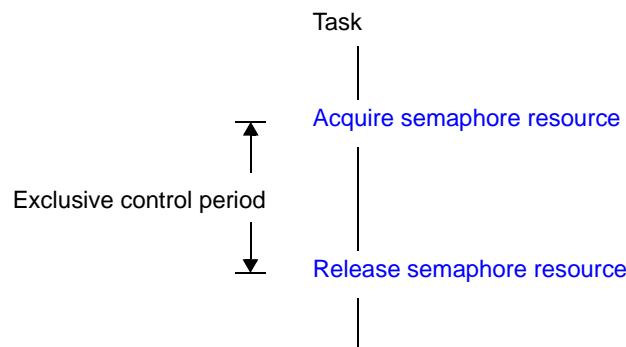 Task
Acquire semaphore resource
Exclusive control period
Release semaphore resource